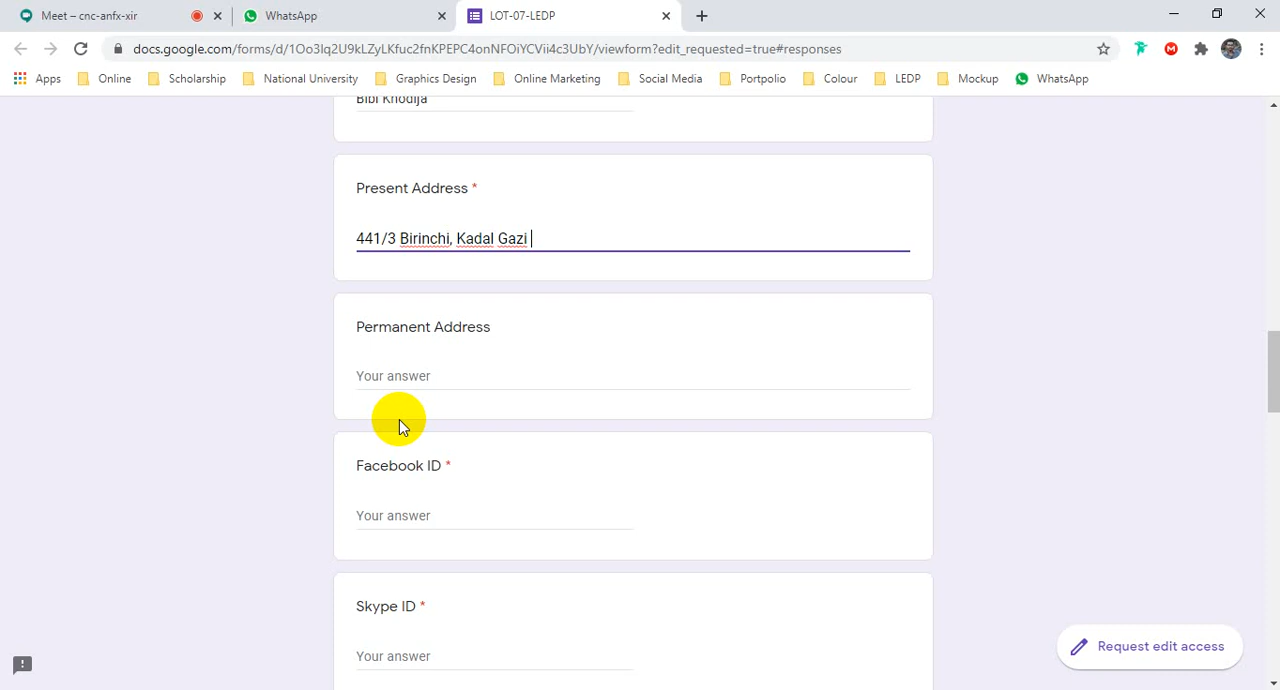 Meet – cnc-anfx-xir
WhatsApp
LOT-07-LEDP
docs.google.com/forms/d/1Oo3Iq2U9kLZyLKfuc2fnKPEPC4onNFOiYCVii4c3UbY/viewform?edit_requested=true#responses
Apps
Online
Scholarship
National University
Graphics Design
Online Marketing
Social Media
Portpolio
Colour
LEDP
Mockup
WhatsApp
Bibi Khodija
Present Address *
441/3 Birinchi, Kadal Gazi
Permanent Address
Your answer
Facebook ID *
Your answer
Skype ID *
Your answer
Request edit access